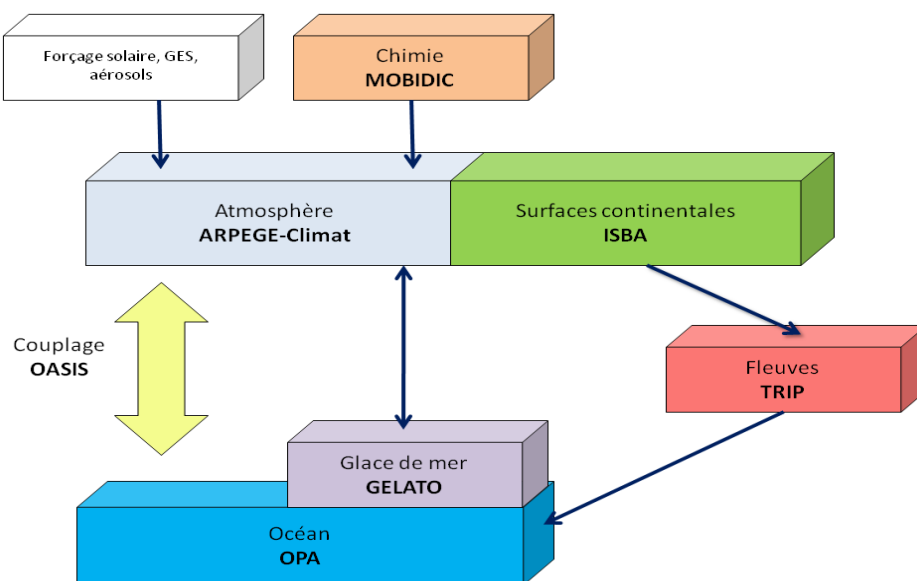 Forçage solaire, GES,
aérosols
Chimie
MOBIDIC
Atmosphère
ARPEGE-Climat
Surfaces continentales
ISBA
Couplage
OASIS
Fleuves
TRIP
Glace de mer
GELATO
Océan
OPA